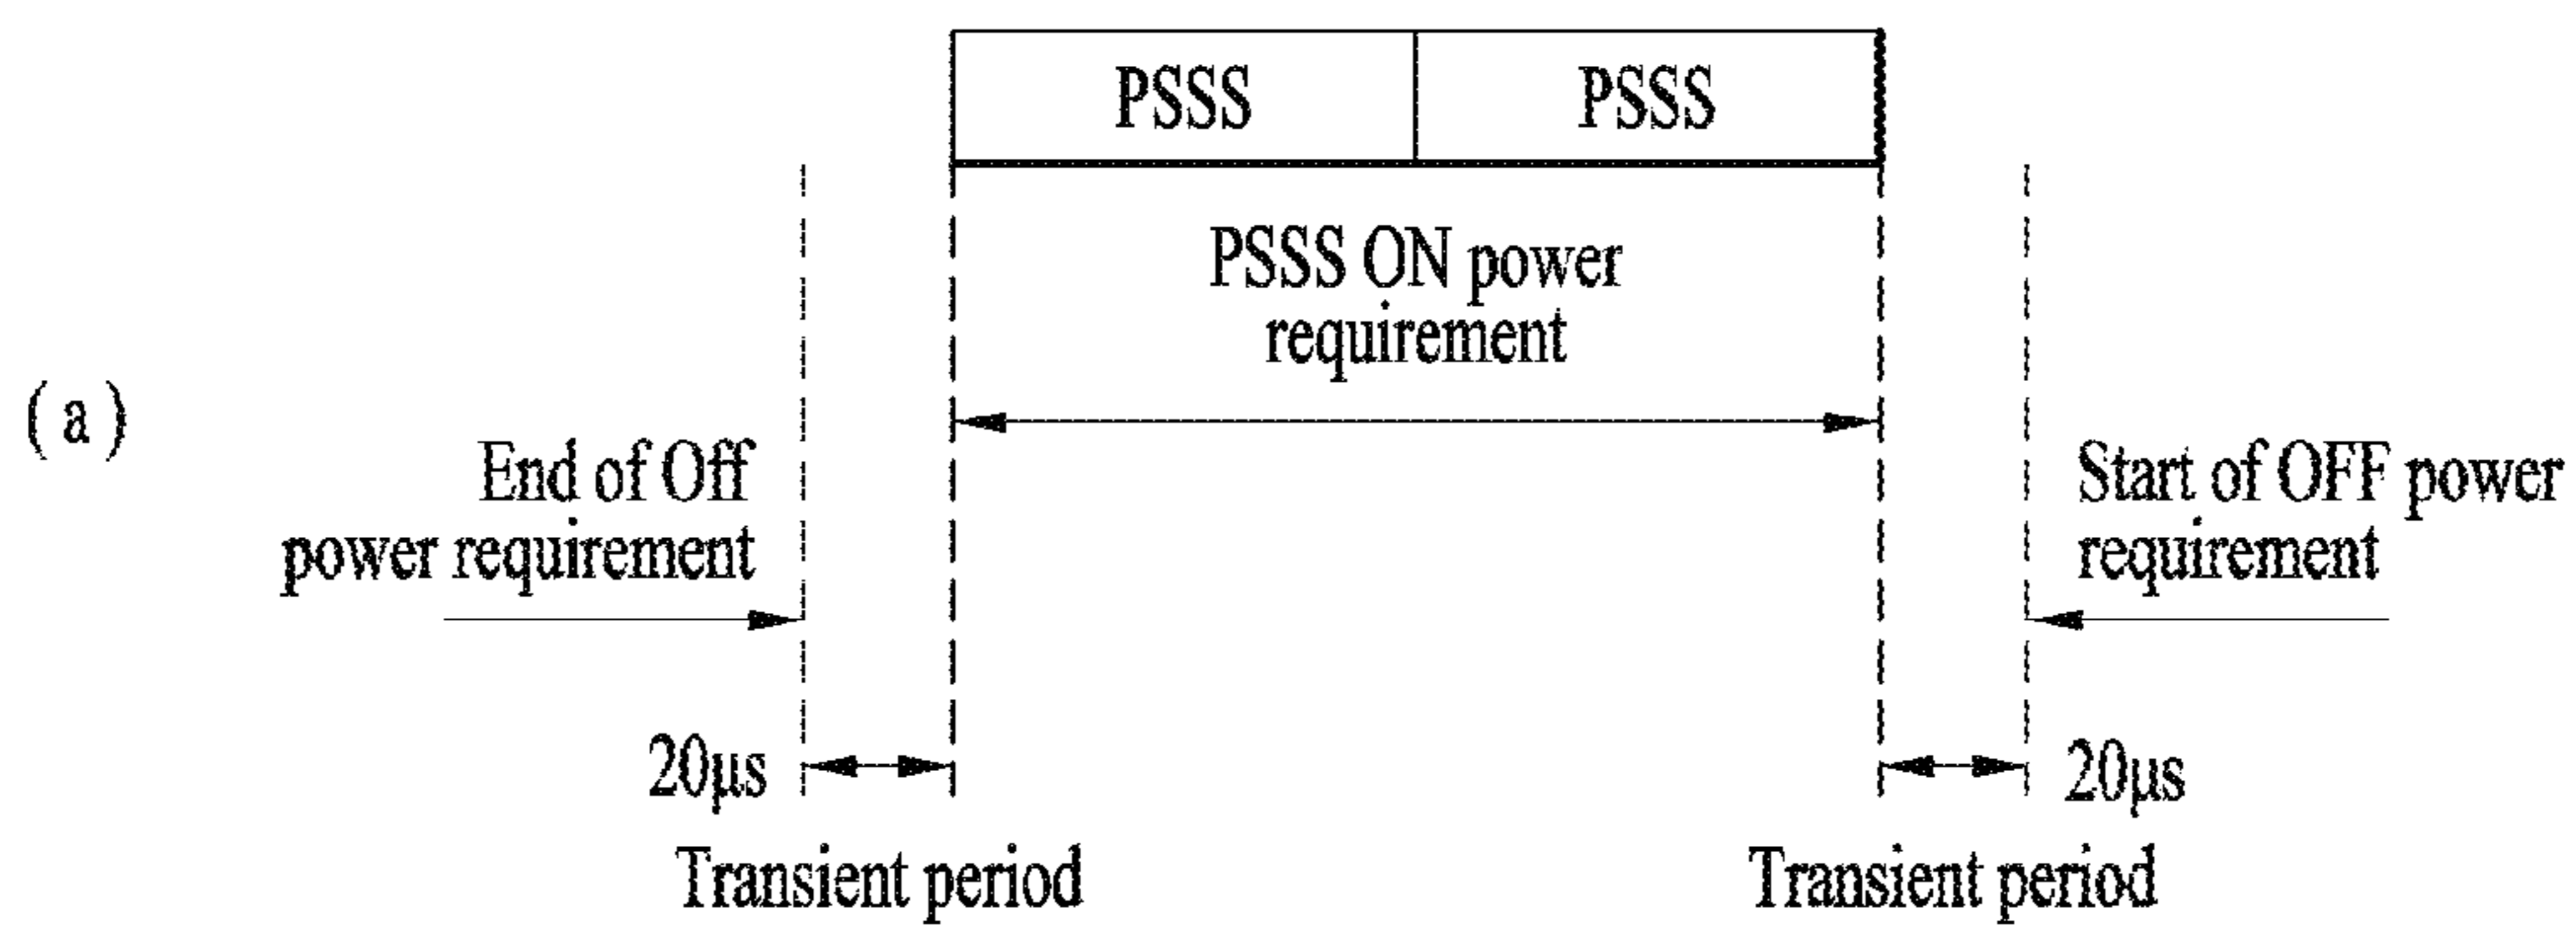 PSSS PSSS
PSSS ON power
requirement
(a)
End of Off
power requirement
Start of OFF power
requirement
20μs
20μs
Transient period
Transient period